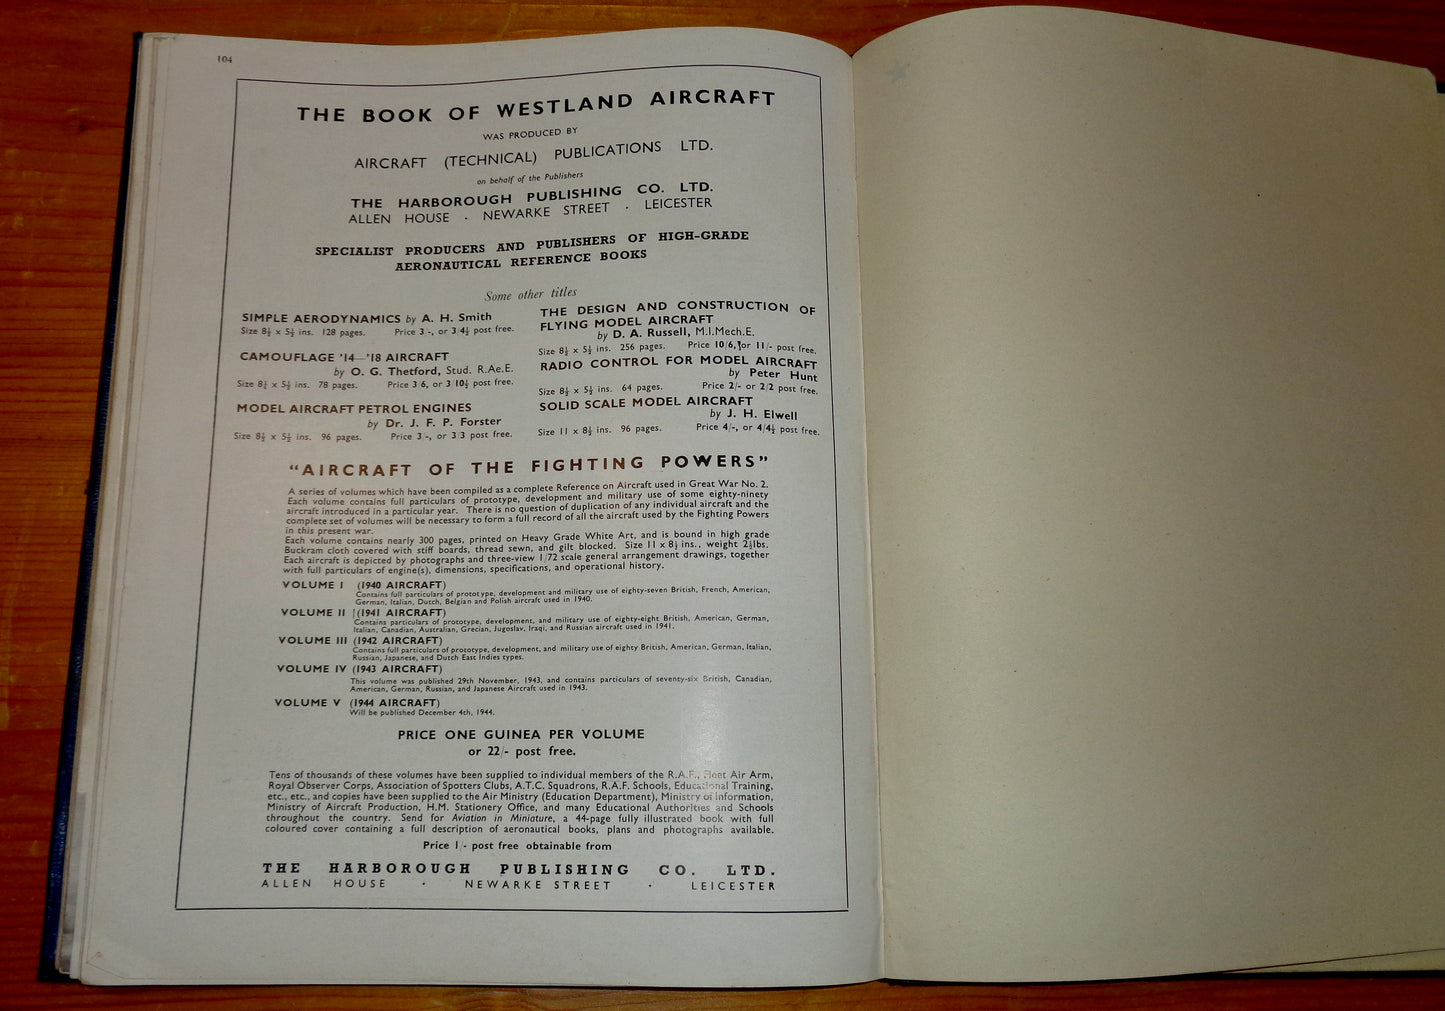 104
THE BOOK OF WESTLAND AIRCRAFT
WAS PRODUCED BY
AIRCRAFT (TECHNICAL) PUBLICATIONS LTD.
on behalf of the Publishers
THE HARBOROUGH PUBLISHING CO. LTD.
ALLEN HOUSE · NEWARKE STREET · LEICESTER
SPECIALIST PRODUCERS AND PUBLISHERS OF HIGH-GRADE
AERONAUTICAL REFERENCE BOOKS
Some other titles
SIMPLE AERODYNAMICS by A. H. Smith
Size 8½ x 5½ ins. 128 pages. Price 3/-, or 3/4½ post free.
CAMOUFLAGE '14—'18 AIRCRAFT
by O. G. Thetford, Stud. R.Ae.E.
Size 8½ x 5½ ins. 78 pages. Price 3/6, or 3/10½ post free.
MODEL AIRCRAFT PETROL ENGINES
by Dr. J. F. P. Forster
Size 8½ x 5½ ins. 96 pages. Price 3/-, or 3/3 post free.
THE DESIGN AND CONSTRUCTION OF
FLYING MODEL AIRCRAFT
by D. A. Russell, M.I.Mech.E.
Size 8½ x 5½ ins. 256 pages. Price 10/6, or 11/- post free.
RADIO CONTROL FOR MODEL AIRCRAFT
by Peter Hunt
Size 8½ x 5½ ins. 64 pages. Price 2/- or 2/2 post free.
SOLID SCALE MODEL AIRCRAFT
by J. H. Elwell
Size 11 x 8½ ins. 96 pages. Price 4/-, or 4/4½ post free.
"AIRCRAFT OF THE FIGHTING POWERS"
A series of volumes which have been compiled as a complete Reference on Aircraft used in Great War No. 2.
Each volume contains full particulars of prototype, development and military use of some eighty-ninety
aircraft introduced in a particular year. There is no question of duplication of any individual aircraft and the
complete set of volumes will be necessary to form a full record of all the aircraft used by the Fighting Powers
in this present war.
Each volume contains nearly 300 pages, printed on Heavy Grade White Art, and is bound in high grade
Buckram cloth covered with stiff boards, thread sewn, and gilt blocked. Size 11 x 8½ ins., weight 2½lbs.
Each aircraft is depicted by photographs and three-view 1/72 scale general arrangement drawings, together
with full particulars of engine(s), dimensions, specifications, and operational history.
VOLUME I (1940 AIRCRAFT)
Contains full particulars of prototype, development and military use of eighty-seven British, French, American,
German, Italian, Dutch, Belgian and Polish aircraft used in 1940.
VOLUME II (1941 AIRCRAFT)
Contains particulars of prototype, development, and military use of eighty-eight British, American, German,
Italian, Canadian, Australian, Grecian, Jugoslav, Iraqi, and Russian aircraft used in 1941.
VOLUME III (1942 AIRCRAFT)
Contains full particulars of prototype, development, and military use of eighty British, American, German, Italian,
Russian, Japanese, and Dutch East Indies types.
VOLUME IV (1943 AIRCRAFT)
This volume was published 29th November, 1943, and contains particulars of seventy-six British, Canadian,
American, German, Russian, and Japanese Aircraft used in 1943.
VOLUME V (1944 AIRCRAFT)
Will be published December 4th, 1944.
PRICE ONE GUINEA PER VOLUME
or 22/- post free.
Tens of thousands of these volumes have been supplied to individual members of the R.A.F., Fleet Air Arm,
Royal Observer Corps, Association of Spotters Clubs, A.T.C. Squadrons, R.A.F. Schools, Educational Training,
etc., etc., and copies have been supplied to the Air Ministry (Education Department), Ministry of Information,
Ministry of Aircraft Production, H.M. Stationery Office, and many Educational Authorities and Schools
throughout the country. Send for Aviation in Miniature, a 44-page fully illustrated book with full
coloured cover containing a full description of aeronautical books, plans and photographs available.
Price 1/- post free obtainable from
THE HARBOROUGH PUBLISHING CO. LTD.
ALLEN HOUSE · NEWARKE STREET · LEICESTER